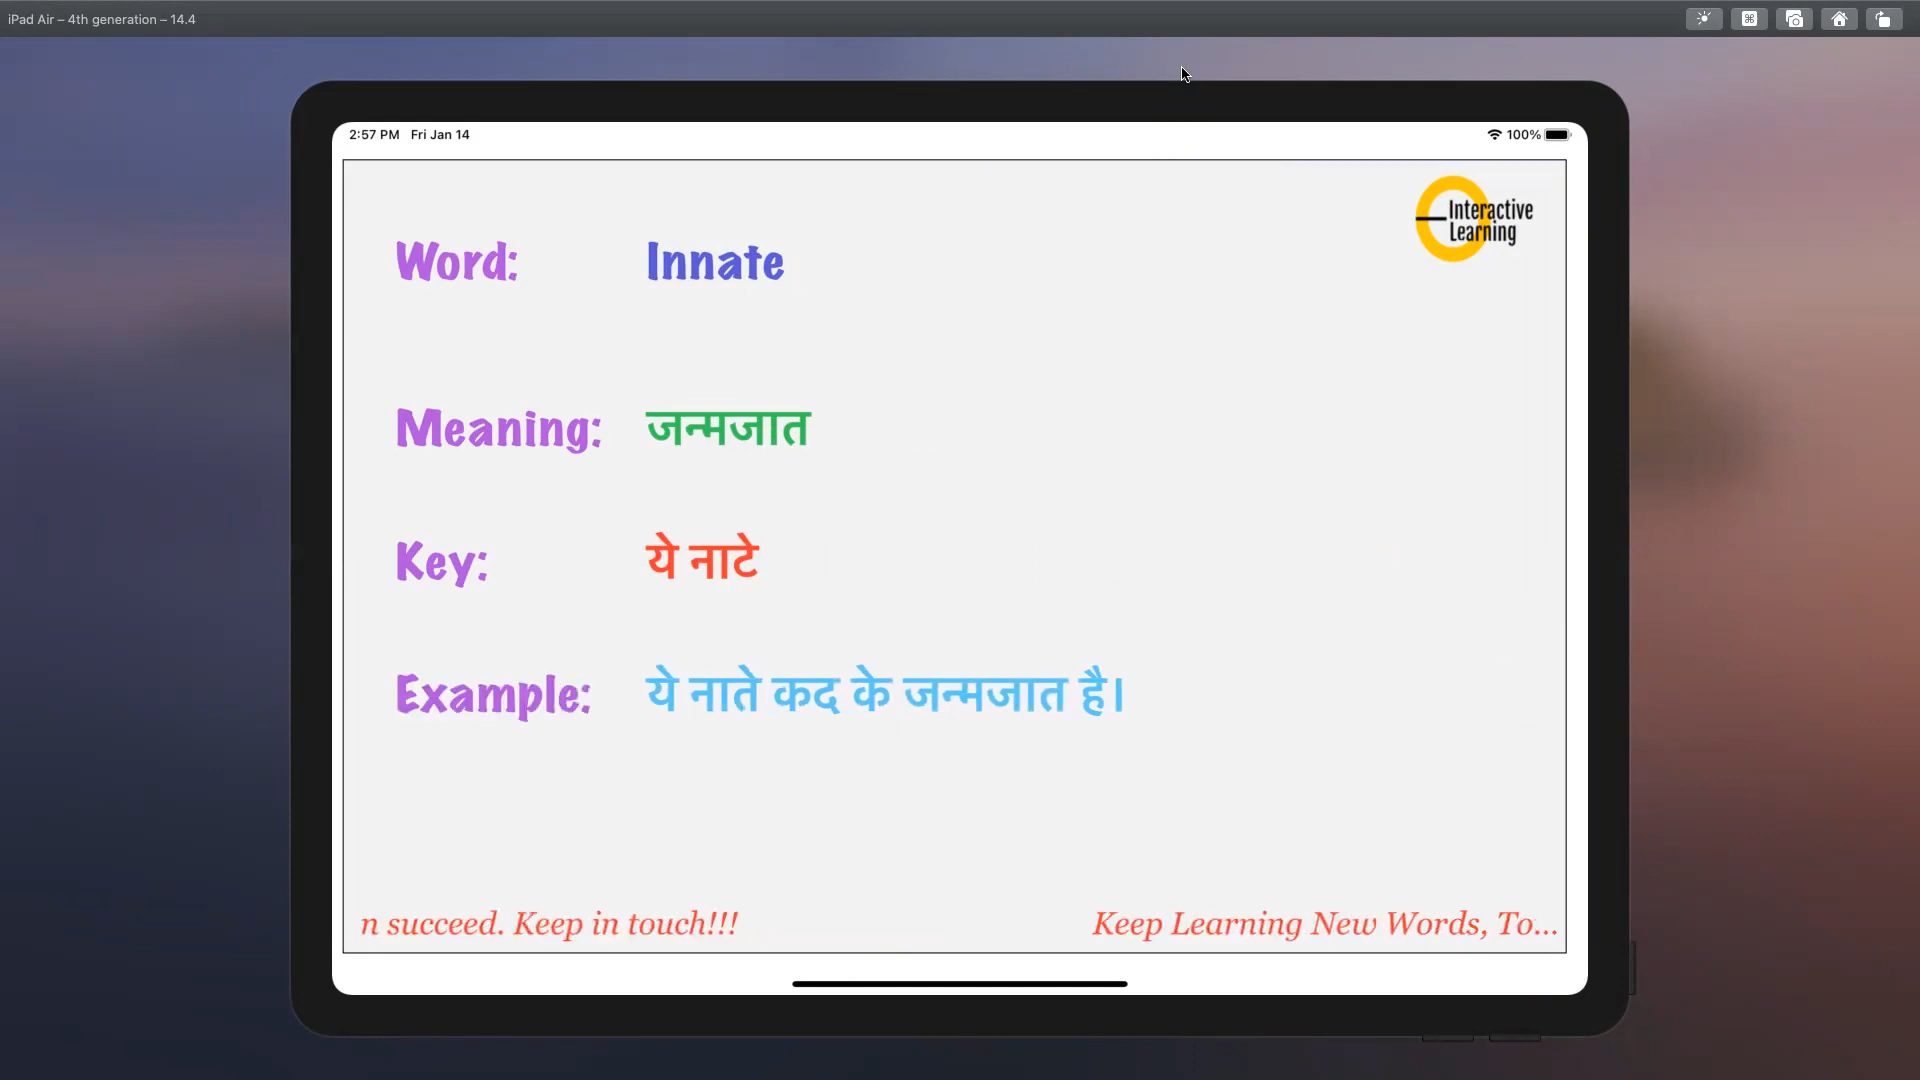 iPad Air – 4th generation – 14.4
2:57 PM Fri Jan 14
100%
Interactive
Learning
Word: Innate
Meaning: जन्मजात
Key: ये नाटे
Example: ये नाते कद के जन्मजात है।
n succeed. Keep in touch!!! Keep Learning New Words, To...